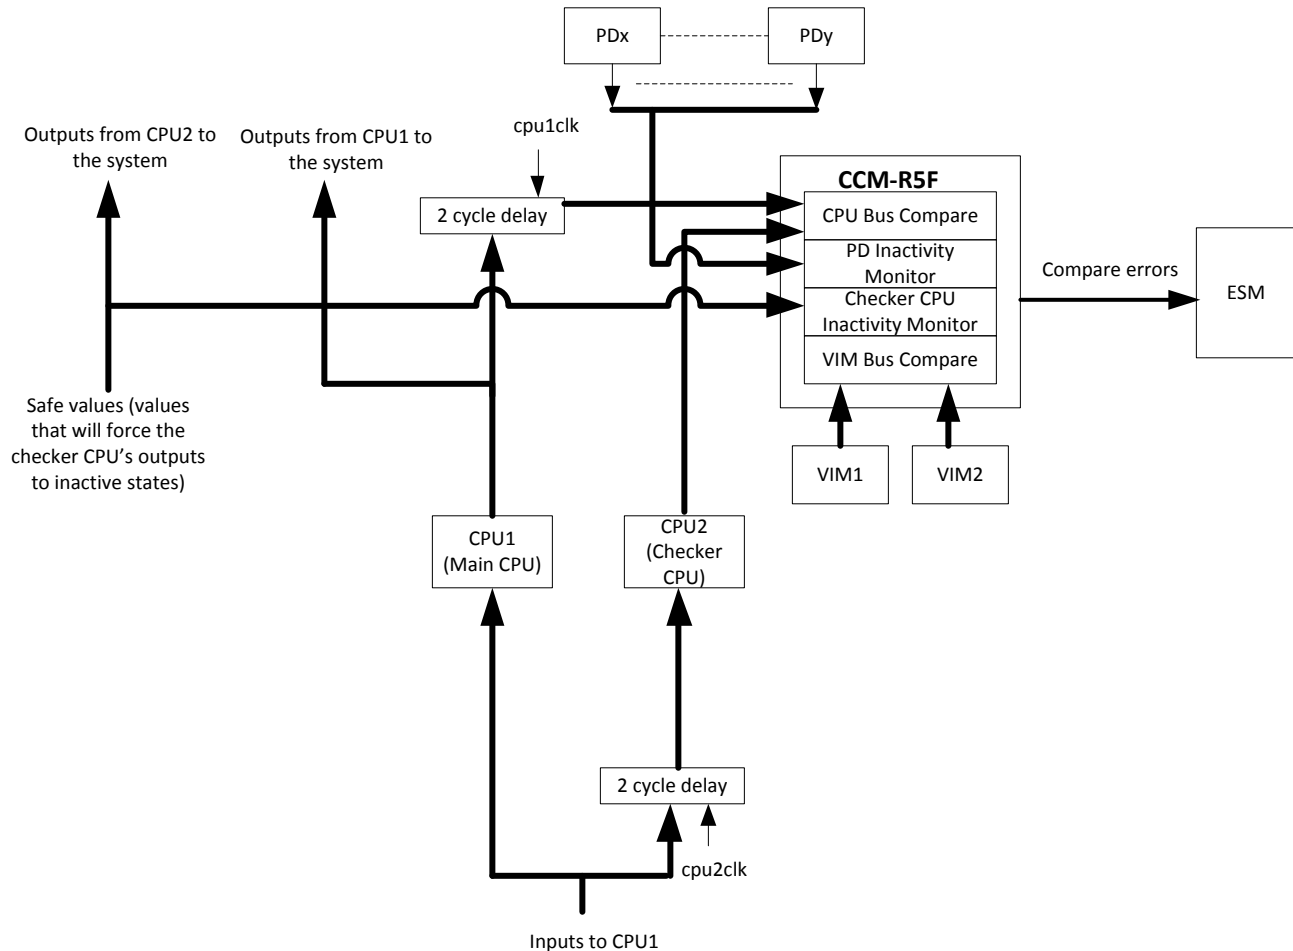 PDx
PDy
Outputs from CPU2 to
the system
Outputs from CPU1 to
the system
cpu1clk
2 cycle delay
CCM-R5F
CPU Bus Compare
PD Inactivity
Monitor
Checker CPU
Inactivity Monitor
VIM Bus Compare
Compare errors
ESM
Safe values (values
that will force the
checker CPU's outputs
to inactive states)
VIM1
VIM2
CPU1
(Main CPU)
CPU2
(Checker
CPU)
2 cycle delay
cpu2clk
Inputs to CPU1